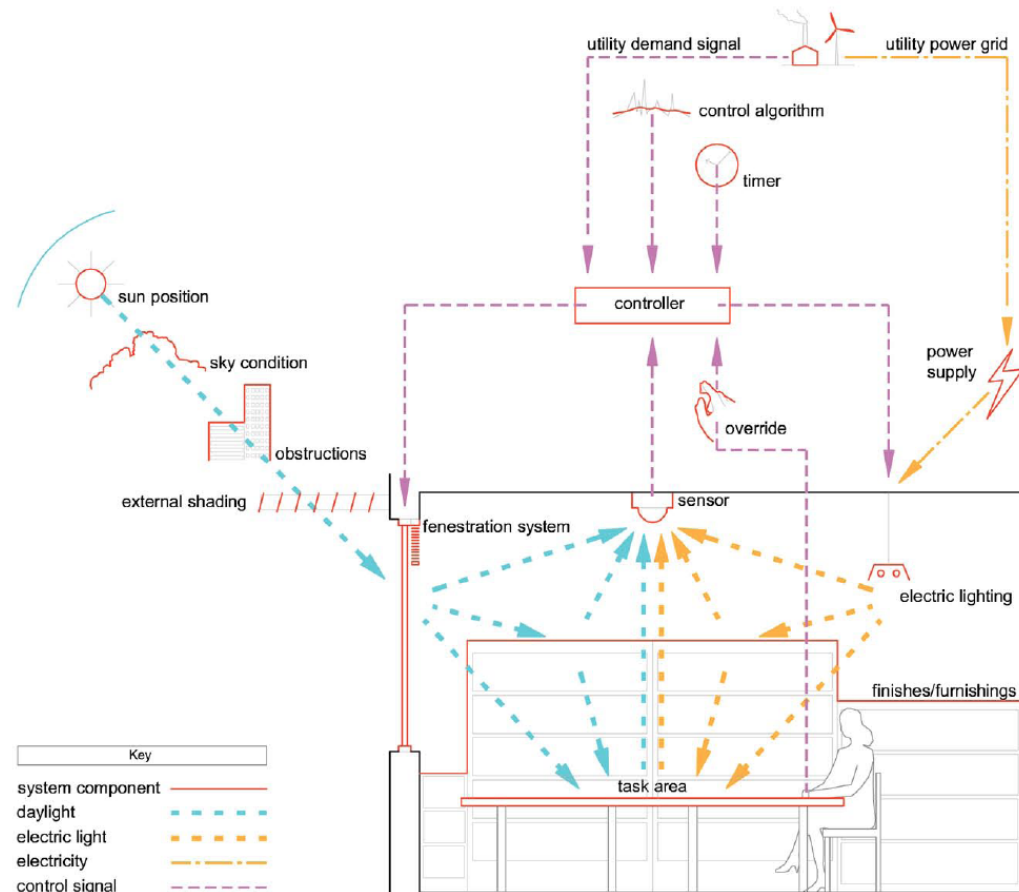 utility demand signal
utility power grid
control algorithm
timer
sun position
controller
sky condition
power
supply
override
obstructions
external shading
sensor
fenestration system
electric lighting
finishes/furnishings
task area
Key
system component
daylight
electric light
electricity
control signal